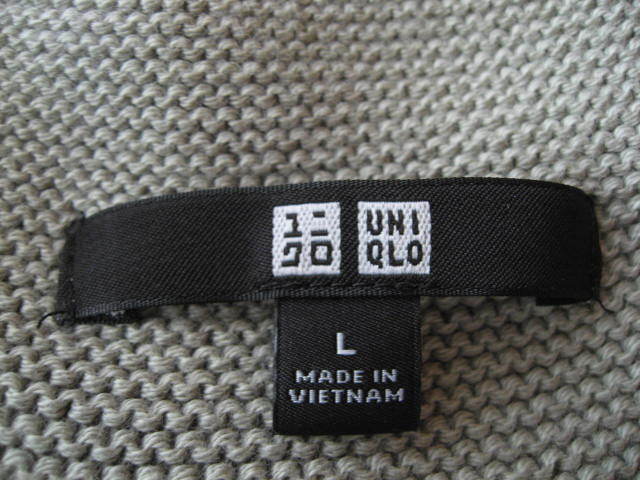 ユニ UNI
クロ QLO
L
MADE IN
VIETNAM